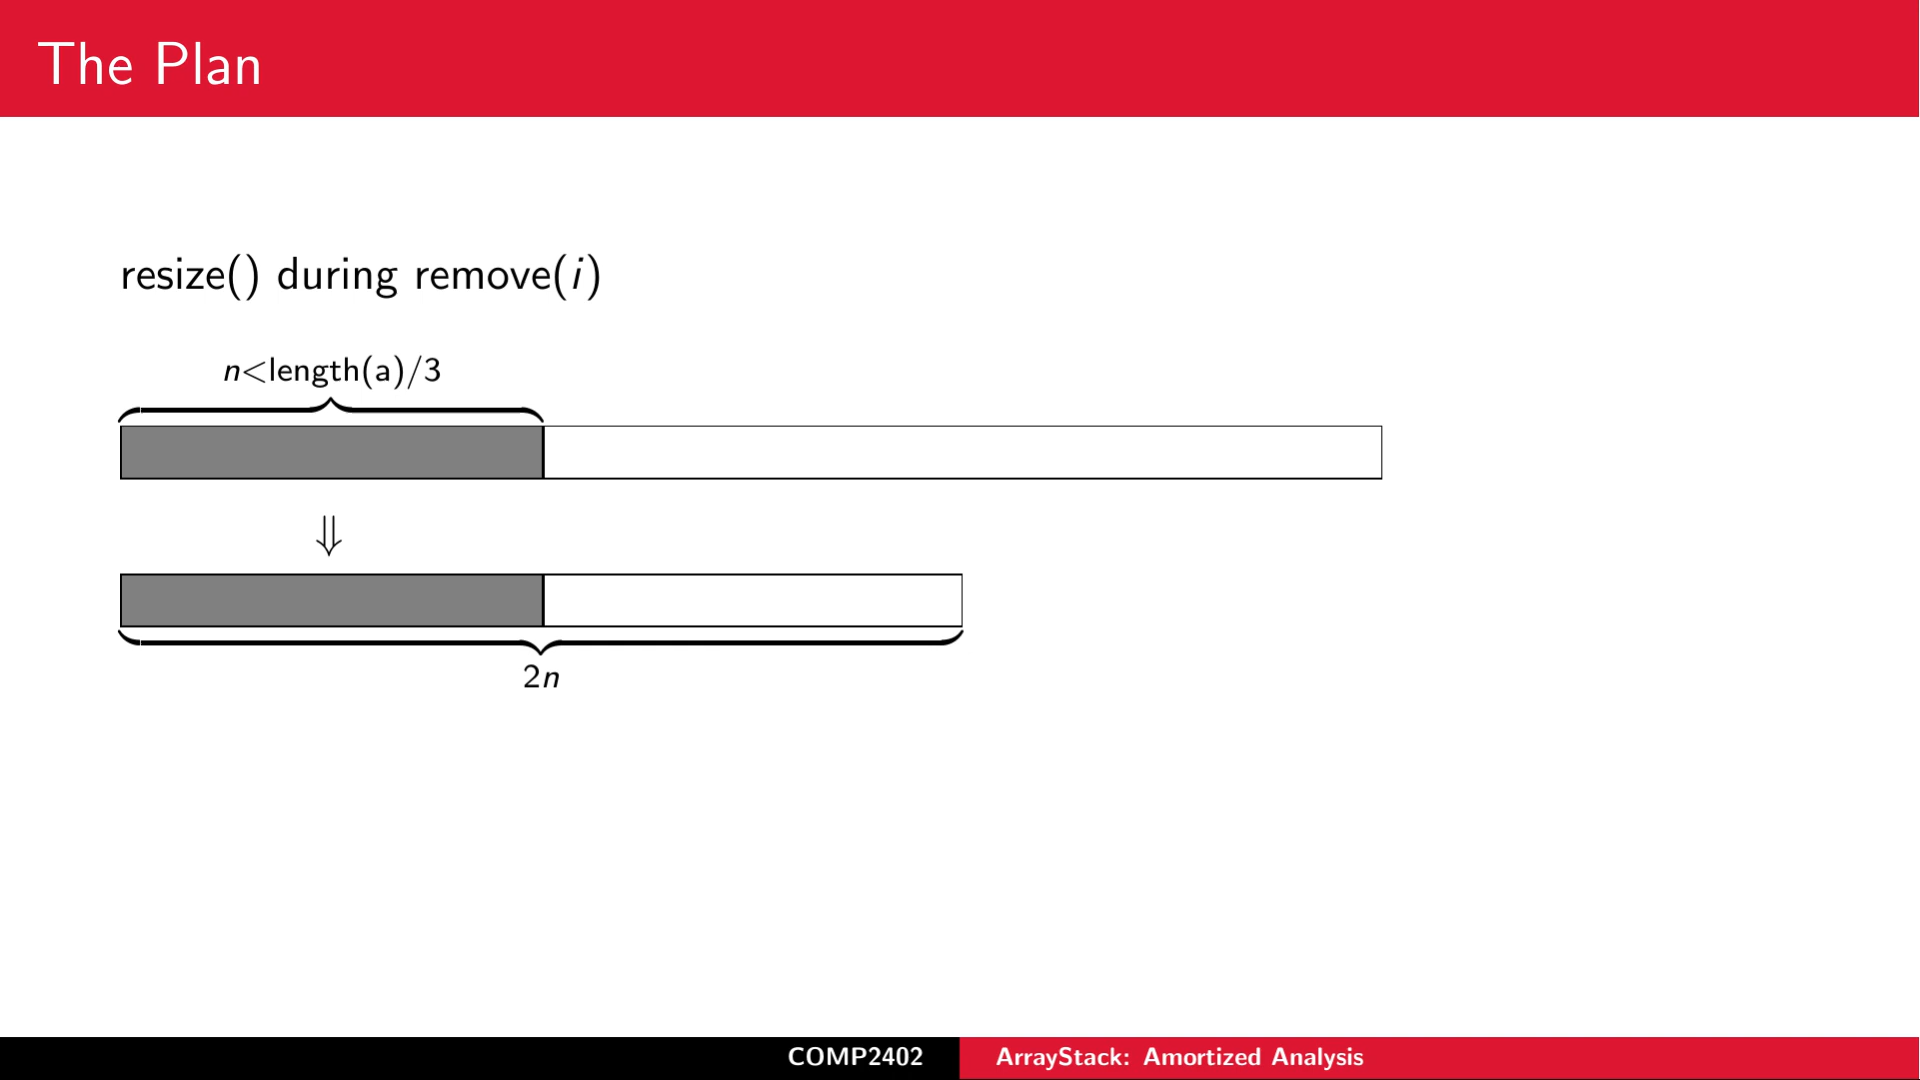 The Plan
resize() during remove(i)
n<length(a)/3
⇓
2n
COMP2402
ArrayStack: Amortized Analysis